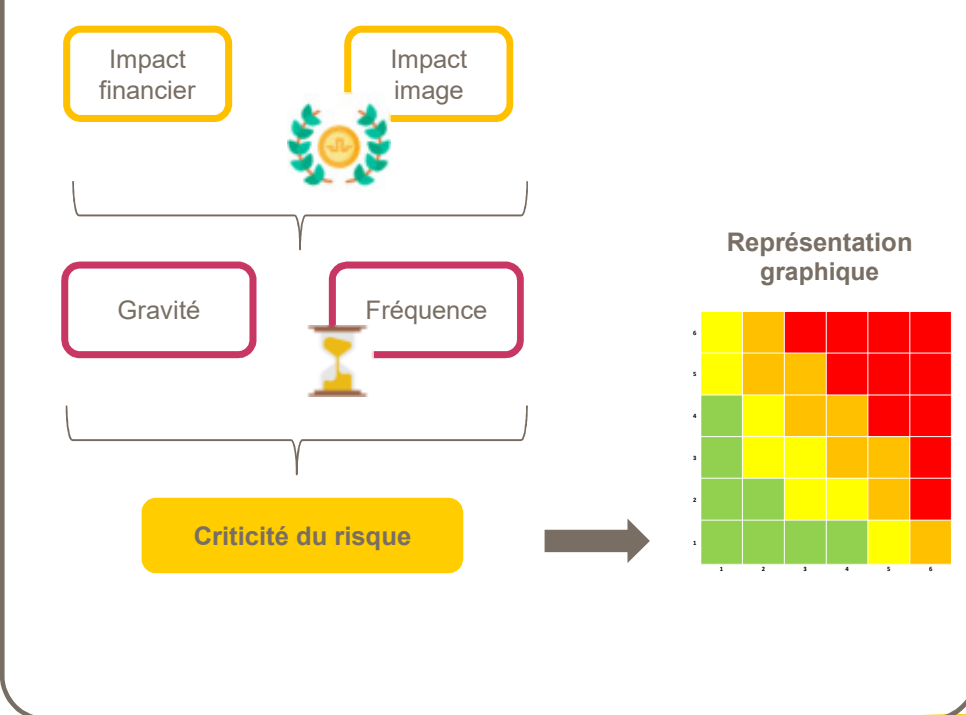 Impact
financier
Impact
image
Gravité
Fréquence
Criticité du risque
Représentation
graphique
6
5
4
3
2
1
1 2 3 4 5 6